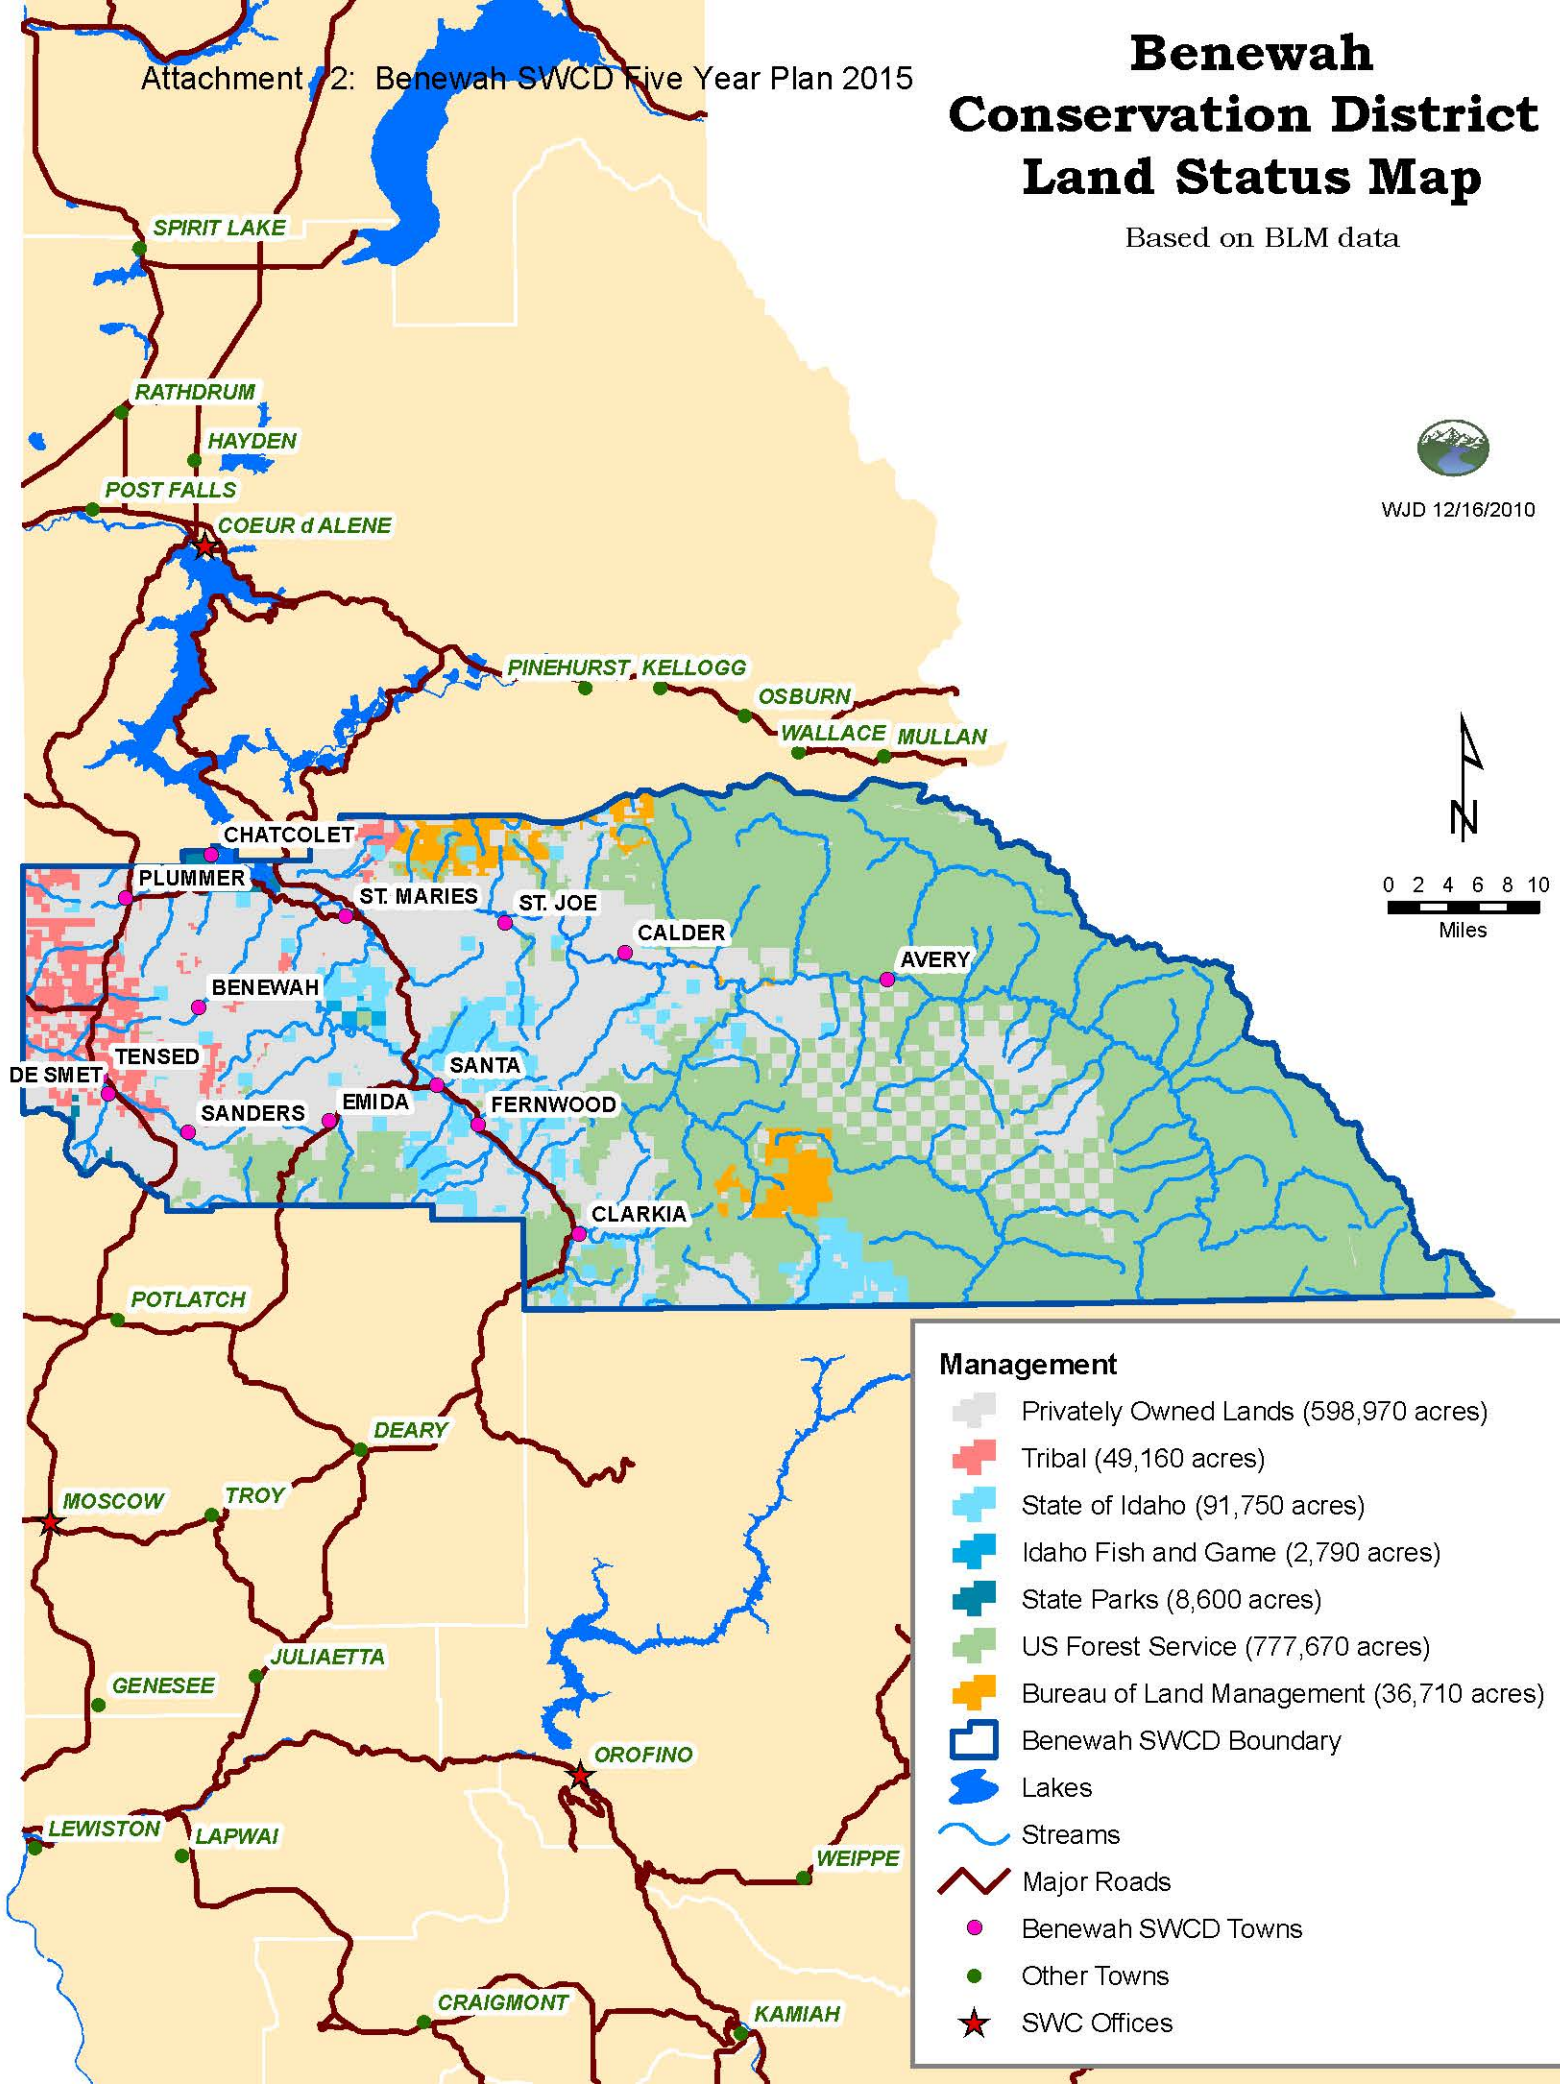 Attachment 2: Benewah SWCD Five Year Plan 2015
Benewah
Conservation District
Land Status Map
Based on BLM data
SPIRIT LAKE
RATHDRUM
HAYDEN
POST FALLS
COEUR d ALENE
WJD 12/16/2010
PINEHURST
KELLOGG
OSBURN
WALLACE
MULLAN
N
0 2 4 6 8 10
Miles
CHATCOLET
PLUMMER
ST. MARIES
ST. JOE
CALDER
AVERY
BENEWAH
TENSED
DE SMET
SANTA
EMIDA
SANDERS
FERNWOOD
CLARKIA
POTLATCH
DEARY
MOSCOW
TROY
JULIAETTA
GENESEE
OROFINO
LEWISTON
LAPWAI
WEIPPE
CRAIGMONT
KAMIAH
Management
Privately Owned Lands (598,970 acres)
Tribal (49,160 acres)
State of Idaho (91,750 acres)
Idaho Fish and Game (2,790 acres)
State Parks (8,600 acres)
US Forest Service (777,670 acres)
Bureau of Land Management (36,710 acres)
Benewah SWCD Boundary
Lakes
Streams
Major Roads
Benewah SWCD Towns
Other Towns
SWC Offices